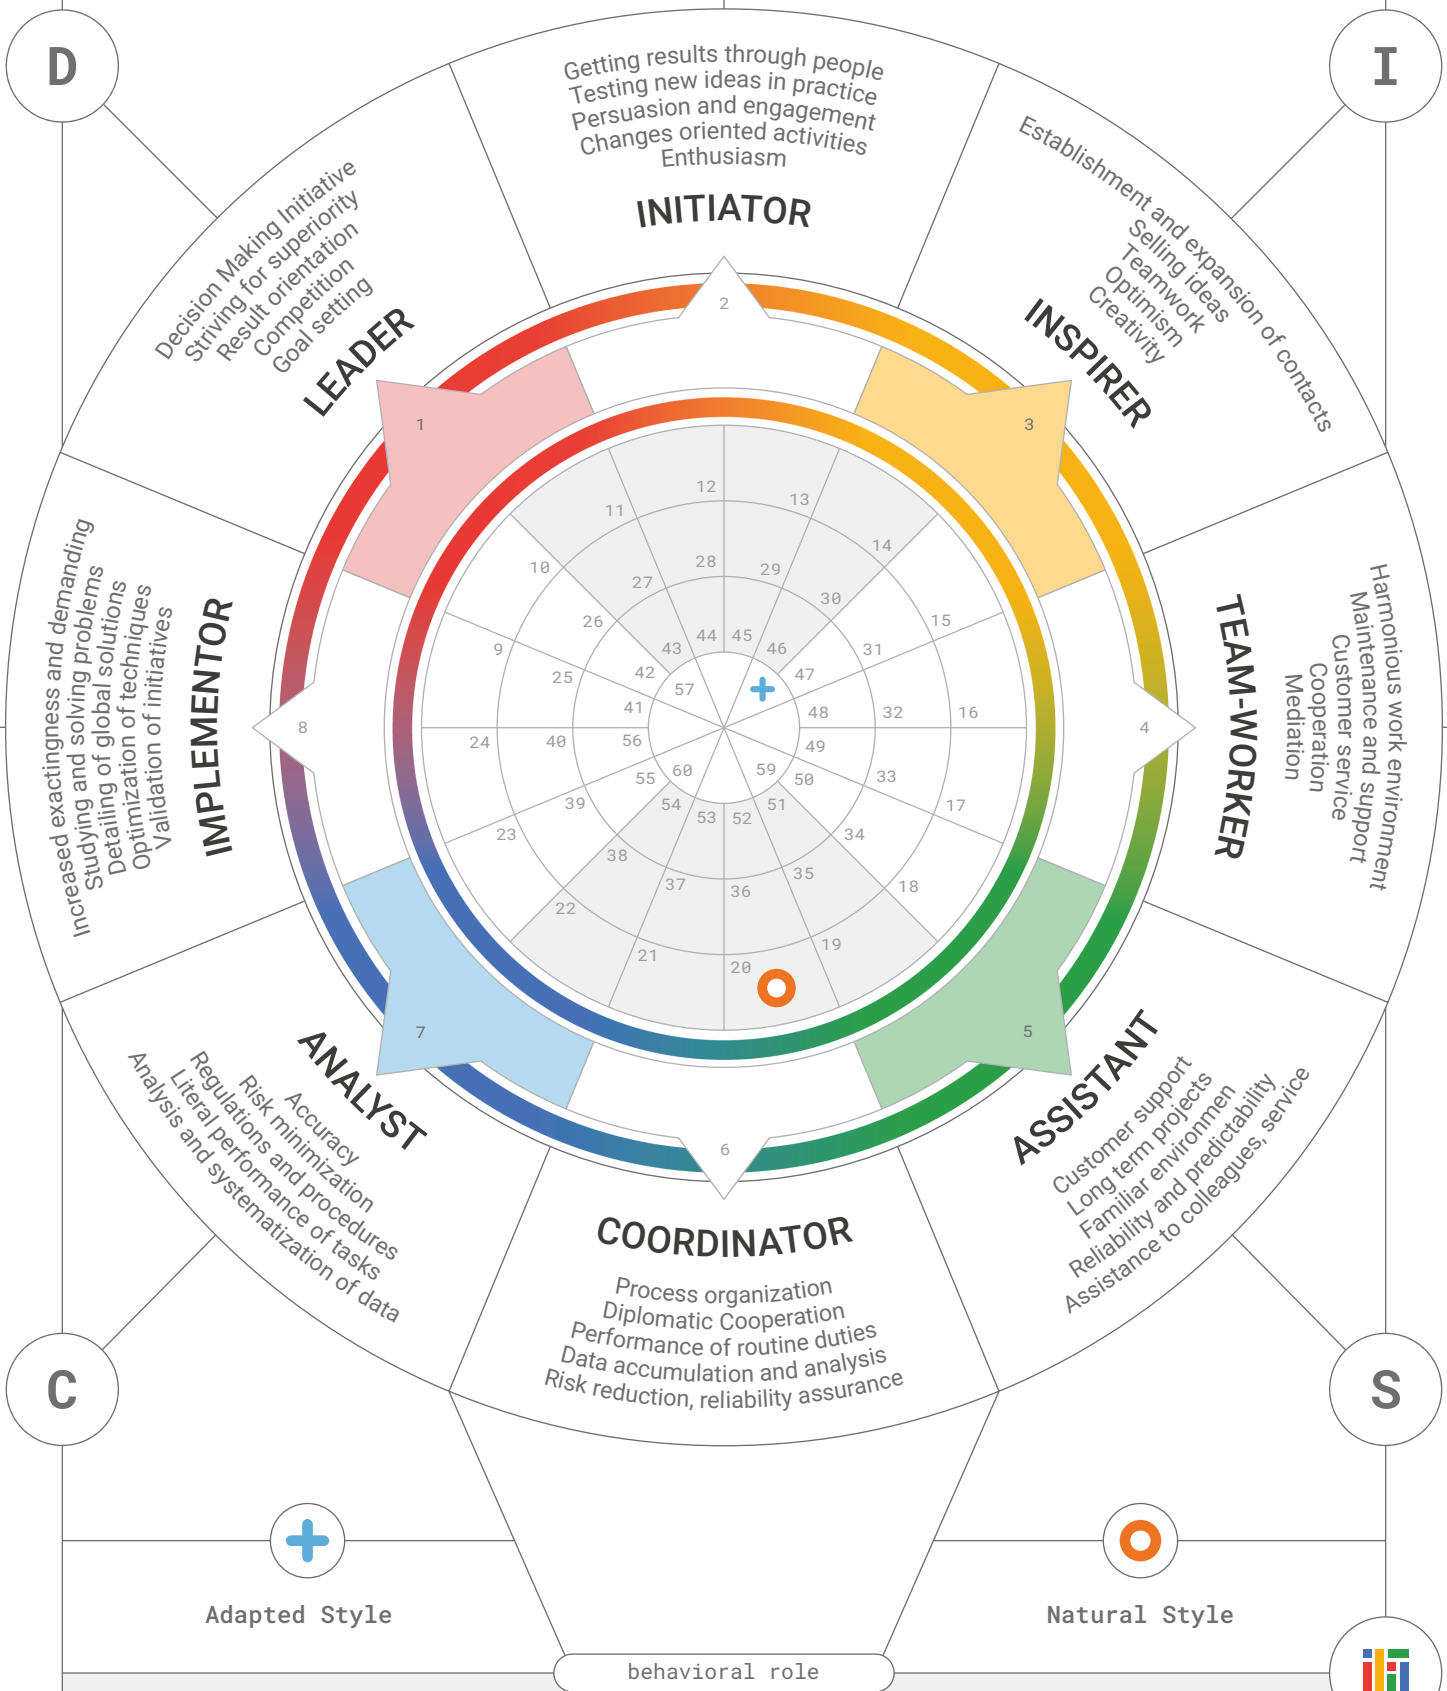 D
I
Getting results through people
Testing new ideas in practice
Persuasion and engagement
Changes oriented activities
Enthusiasm
INITIATOR
Decision Making Initiative
Striving for superiority
Result orientation
Competition
Goal setting
LEADER
Establishment and expansion of contacts
Selling ideas
Teamwork
Optimism
Creativity
INSPIRER
2
1
3
12
13
11
14
10
28
29
27
30
26
15
9
44
45
43
46
31
25
42
47
57
41
48
32
16
8
4
24
40
56
49
33
55
60
59
50
39
54
51
17
23
53
52
34
38
37
36
35
18
22
21
20
19
7
5
6
Increased exactingness and demanding
Studying and solving problems
Detailing of global solutions
Optimization of techniques
Validation of initiatives
IMPLEMENTOR
Harmonious work environment
Maintenance and support
Customer service
Cooperation
Mediation
TEAM-WORKER
ANALYST
Accuracy
Risk minimization
Regulations and procedures
Literal performance of tasks
Analysis and systematization of data
ASSISTANT
Customer support
Long term projects
Familiar environmen
Reliability and predictability
Assistance to colleagues, service
COORDINATOR
Process organization
Diplomatic Cooperation
Performance of routine duties
Data accumulation and analysis
Risk reduction, reliability assurance
C
S
Adapted Style
Natural Style
behavioral role